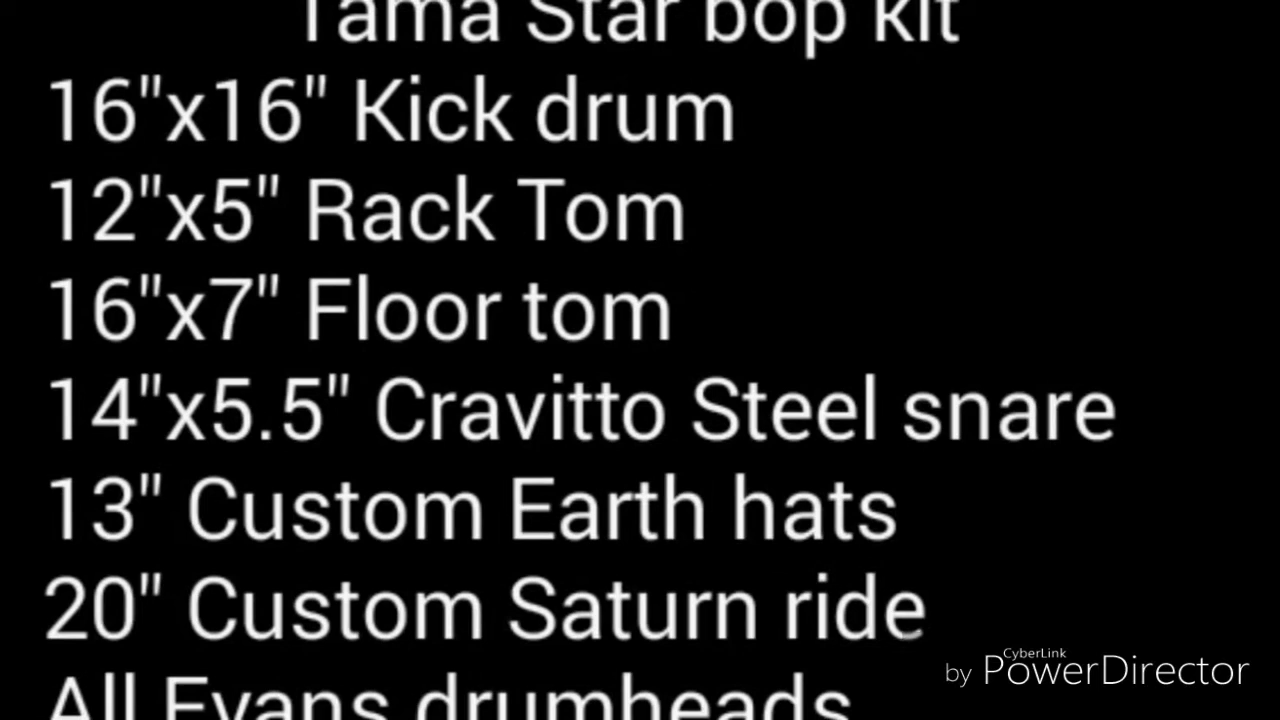 Tama Star bop kit
16"x16" Kick drum
12"x5" Rack Tom
16"x7" Floor tom
14"x5.5" Cravitto Steel snare
13" Custom Earth hats
20" Custom Saturn ride
All Evans drumheads
CyberLink
by PowerDirector